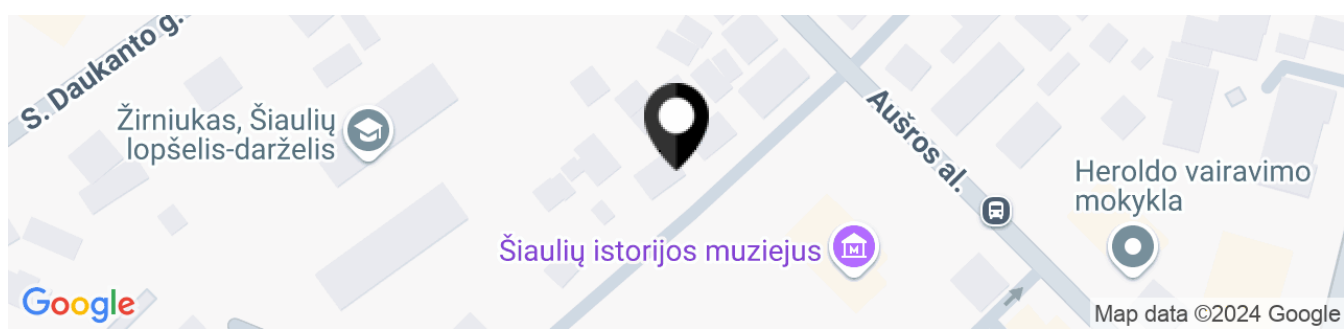 S. Daukanto g.
Žirniukas, Šiaulių
lopšelis-darželis
Aušros al.
Heroldo vairavimo
mokykla
Šiaulių istorijos muziejus
M
Google
Map data ©2024 Google